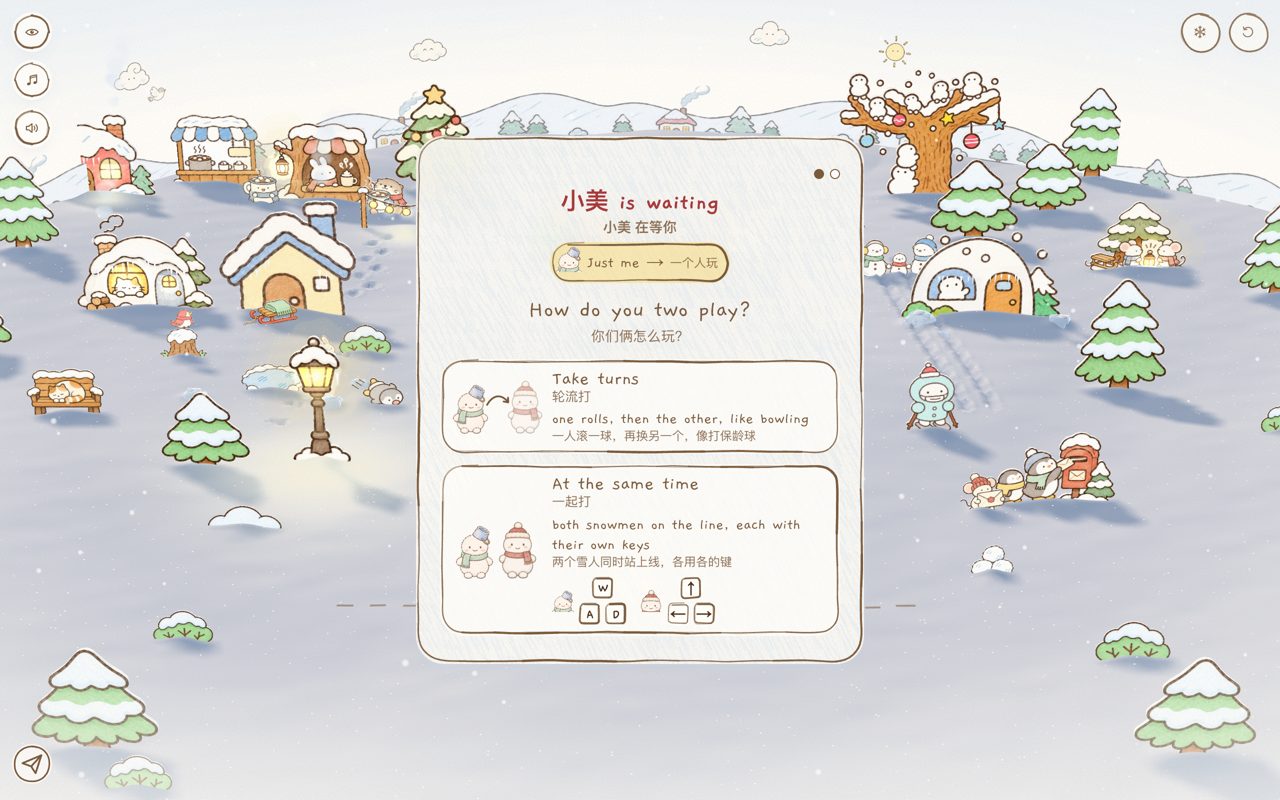 小美 is waiting
小美 在等你
Just me → 一个人玩
How do you two play?
你们俩怎么玩?
Take turns
轮流打
one rolls, then the other, like bowling
一人滚一球，再换另一个，像打保龄球
At the same time
一起打
both snowmen on the line, each with
their own keys
两个雪人同时站上线，各用各的键
W ↑
A D ← →